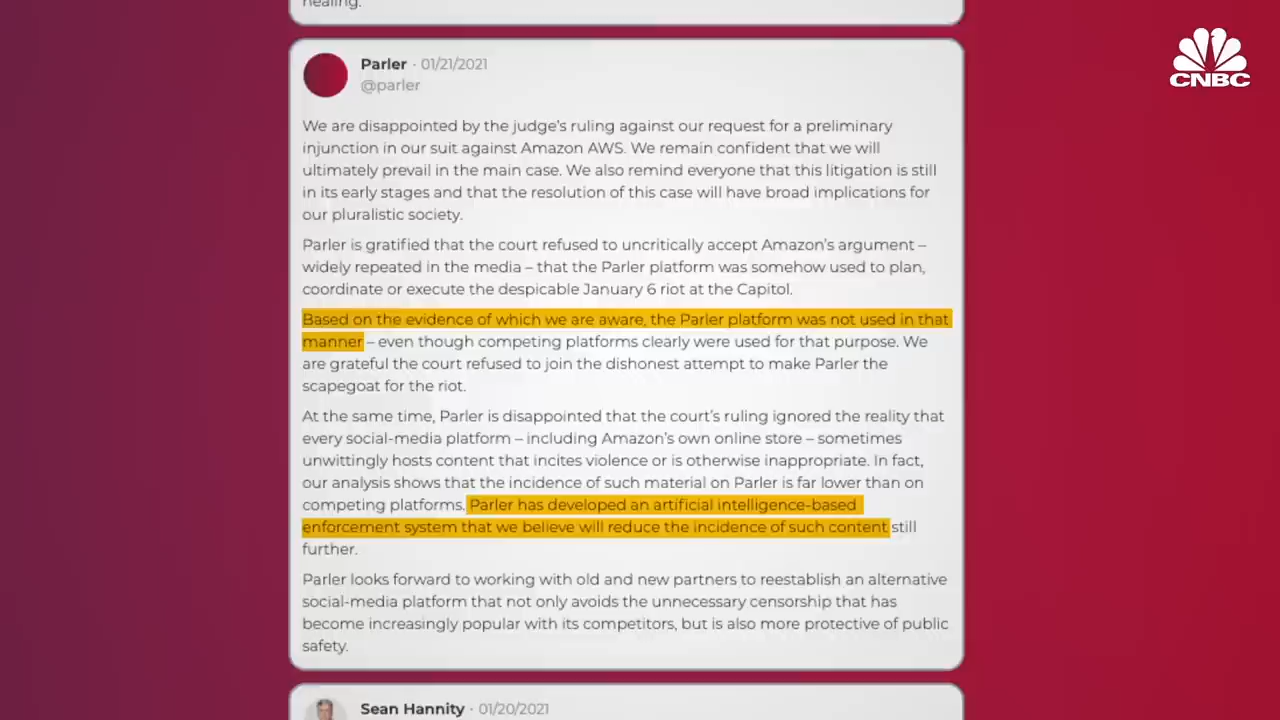 healing.
CNBC
Parler · 01/21/2021
@parler
We are disappointed by the judge’s ruling against our request for a preliminary
injunction in our suit against Amazon AWS. We remain confident that we will
ultimately prevail in the main case. We also remind everyone that this litigation is still
in its early stages and that the resolution of this case will have broad implications for
our pluralistic society.
Parler is gratified that the court refused to uncritically accept Amazon’s argument –
widely repeated in the media – that the Parler platform was somehow used to plan,
coordinate or execute the despicable January 6 riot at the Capitol.
Based on the evidence of which we are aware, the Parler platform was not used in that
manner – even though competing platforms clearly were used for that purpose. We
are grateful the court refused to join the dishonest attempt to make Parler the
scapegoat for the riot.
At the same time, Parler is disappointed that the court’s ruling ignored the reality that
every social-media platform – including Amazon’s own online store – sometimes
unwittingly hosts content that incites violence or is otherwise inappropriate. In fact,
our analysis shows that the incidence of such material on Parler is far lower than on
competing platforms. Parler has developed an artificial intelligence-based
enforcement system that we believe will reduce the incidence of such content still
further.
Parler looks forward to working with old and new partners to reestablish an alternative
social-media platform that not only avoids the unnecessary censorship that has
become increasingly popular with its competitors, but is also more protective of public
safety.
Sean Hannity · 01/20/2021